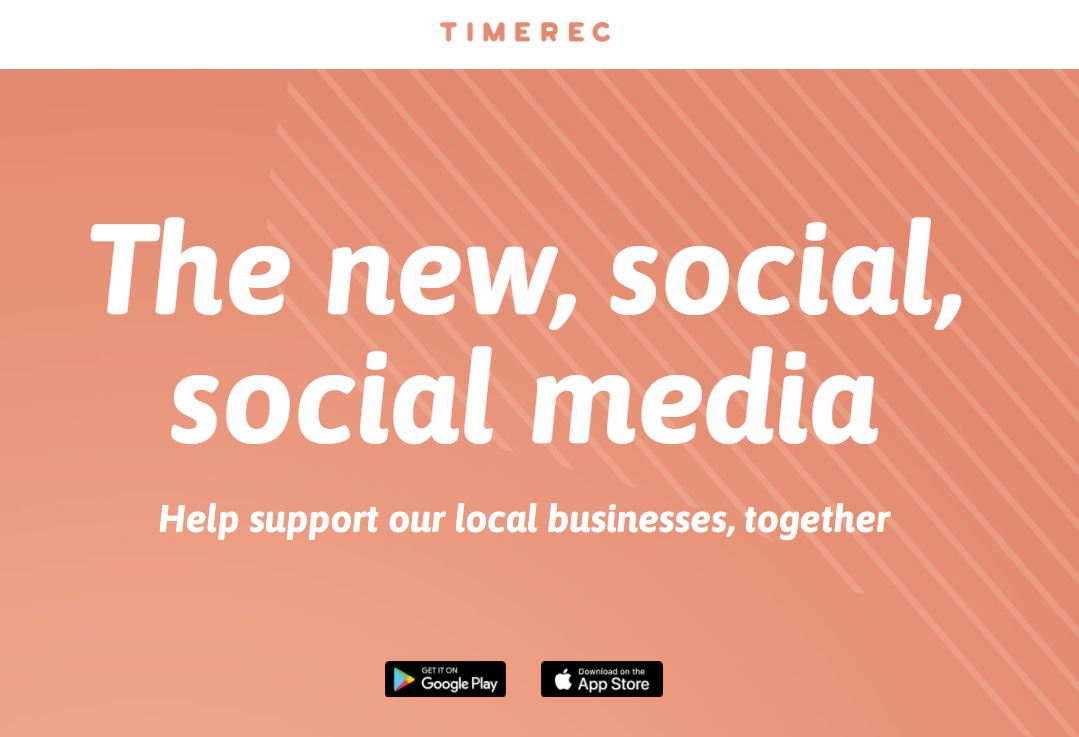 TIMEREC
The new, social,
social media
Help support our local businesses, together
GET IT ON
Google Play
Download on the
App Store